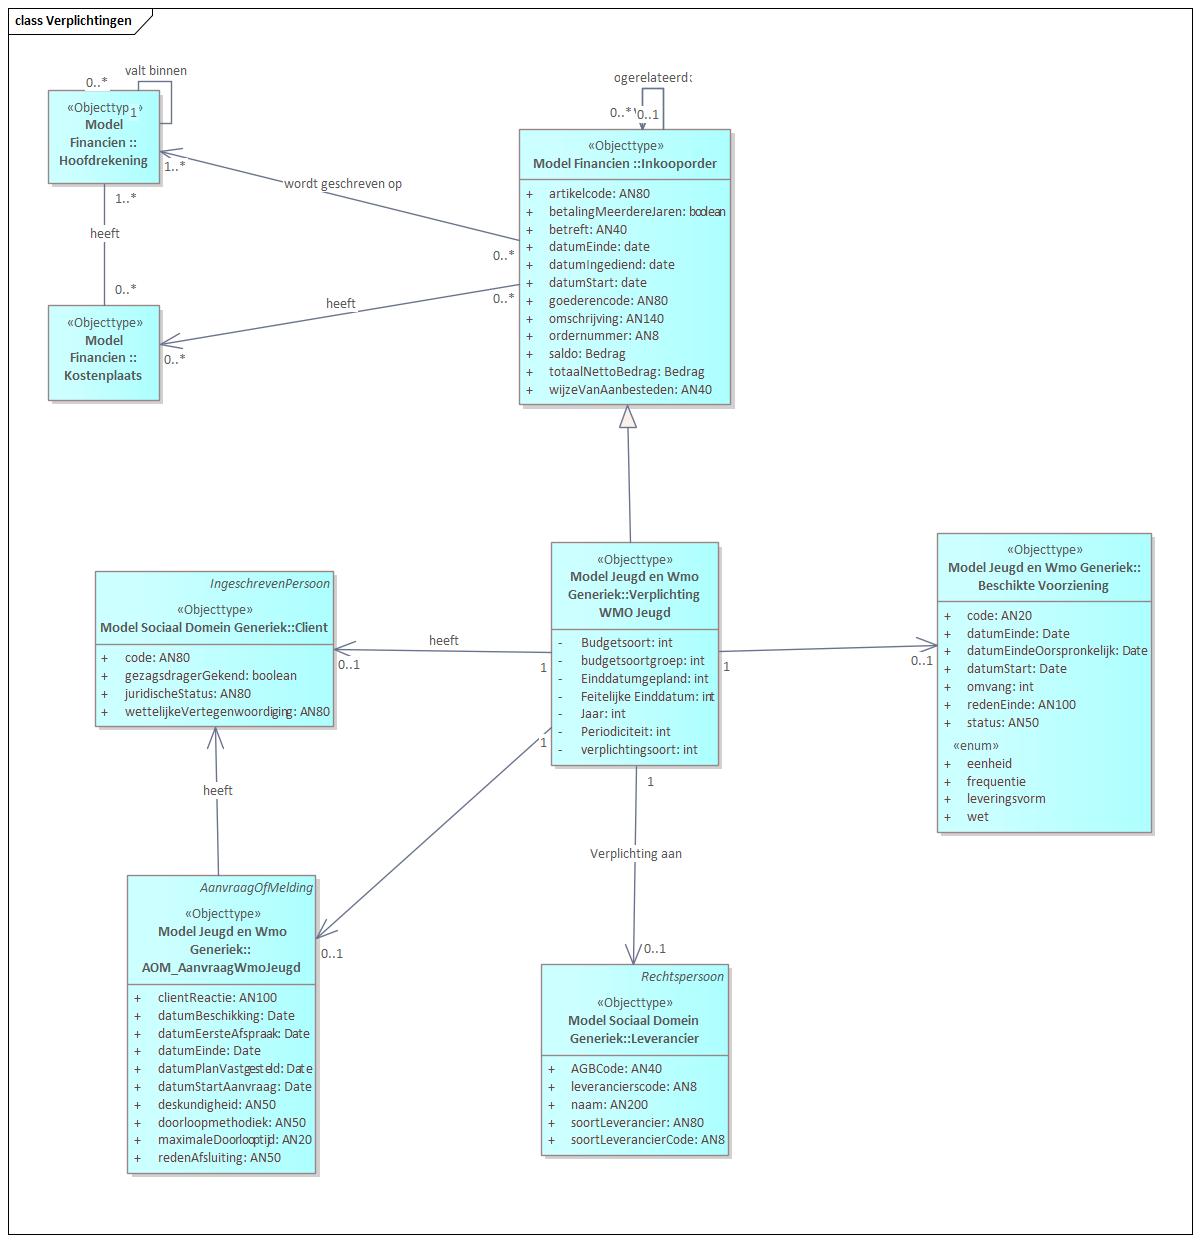 class Verplichtingen
valt binnen
0..*
«Objecttype»
1
Model
Financien ::
Hoofdrekening
1..*
1..*
heeft
0..*
«Objecttype»
Model
Financien ::
Kostenplaats
0..*
wordt geschreven op
0..*
heeft
0..*
ogerelateerd:
0..*
0..1
«Objecttype»
Model Financien ::Inkooporder
+ artikelcode: AN80
+ betalingMeerdereJaren: boolean
+ betreft: AN40
+ datumEinde: date
+ datumIngediend: date
+ datumStart: date
+ goederencode: AN80
+ omschrijving: AN140
+ ordernummer: AN8
+ saldo: Bedrag
+ totaalNettoBedrag: Bedrag
+ wijzeVanAanbesteden: AN40
«Objecttype»
Model Jeugd en Wmo
Generiek::Verplichting
WMO Jeugd
- Budgetsoort: int
- budgetsoortgroep: int
- Einddatumgepland: int
- Feitelijke Einddatum: int
- Jaar: int
- Periodiciteit: int
- verplichtingsoort: int
«Objecttype»
Model Jeugd en Wmo Generiek::
Beschikte Voorziening
+ code: AN20
+ datumEinde: Date
+ datumEindeOorspronkelijk: Date
+ datumStart: Date
+ omvang: int
+ redenEinde: AN100
+ status: AN50
«enum»
+ eenheid
+ frequentie
+ leveringsvorm
+ wet
1
0..1
IngeschrevenPersoon
«Objecttype»
Model Sociaal Domein Generiek::Client
+ code: AN80
+ gezagsdragerGekend: boolean
+ juridischeStatus: AN80
+ wettelijkeVertegenwoordiging: AN80
heeft
0..1
1
1
0..1
heeft
AanvraagOfMelding
«Objecttype»
Model Jeugd en Wmo
Generiek::
AOM_AanvraagWmoJeugd
+ clientReactie: AN100
+ datumBeschikking: Date
+ datumEersteAfspraak: Date
+ datumEinde: Date
+ datumPlanVastgesteld: Date
+ datumStartAanvraag: Date
+ deskundigheid: AN50
+ doorloopmethodiek: AN50
+ maximaleDoorlooptijd: AN20
+ redenAfsluiting: AN50
1
Verplichting aan
0..1
Rechtspersoon
«Objecttype»
Model Sociaal Domein
Generiek::Leverancier
+ AGBCode: AN40
+ leverancierscode: AN8
+ naam: AN200
+ soortLeverancier: AN80
+ soortLeverancierCode: AN8